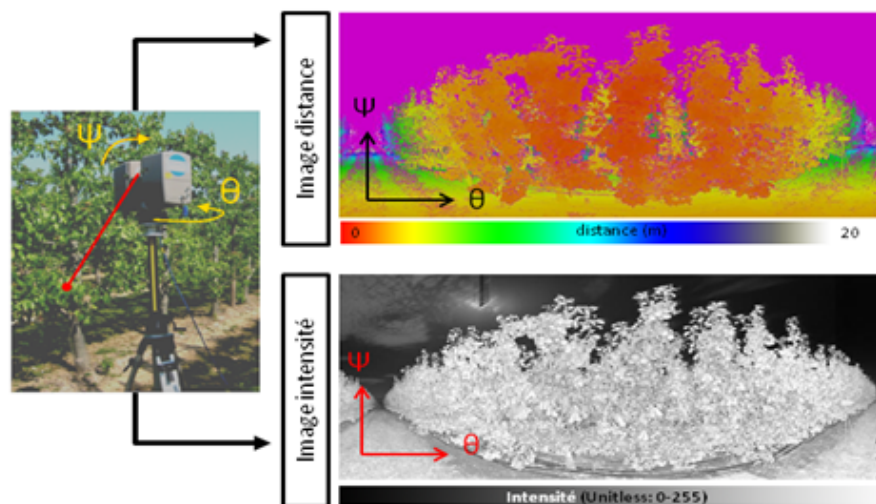 Ψ
θ
Image distance
Ψ
θ
0 distance (m) 20
Image intensité
Ψ
θ
Intensité (Unitless: 0-255)